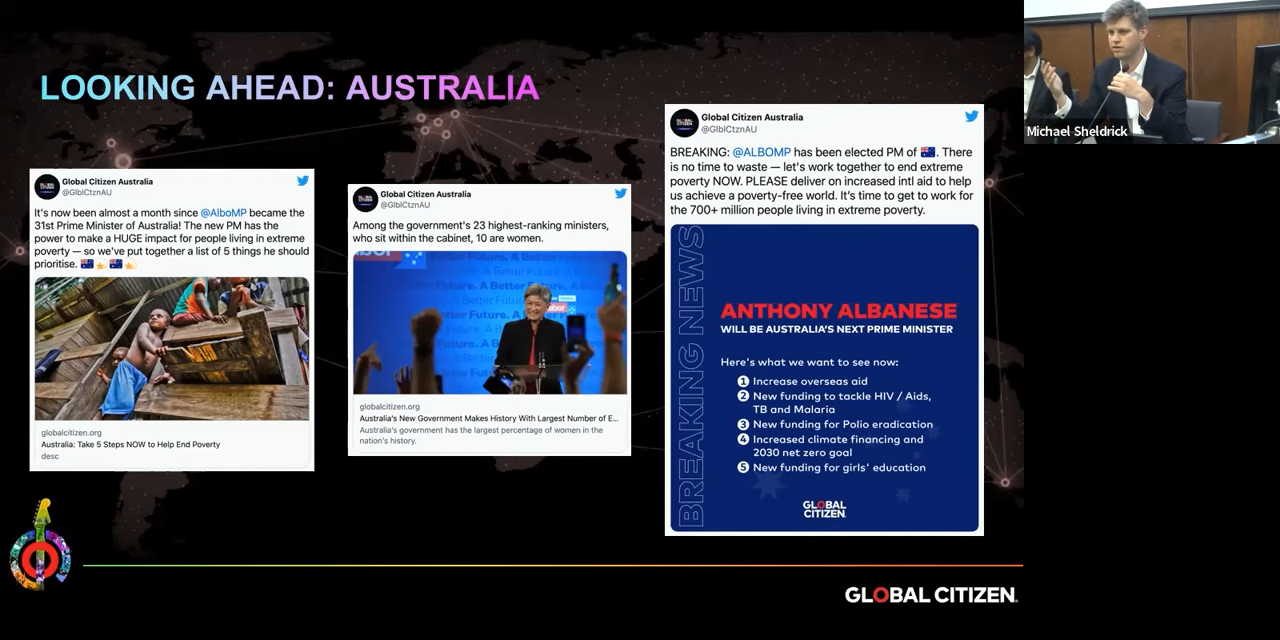 LOOKING AHEAD: AUSTRALIA
Global Citizen Australia
@GlblCtznAU
It's now been almost a month since @AlboMP became the
31st Prime Minister of Australia! The new PM has the
power to make a HUGE impact for people living in extreme
poverty — so we've put together a list of 5 things he should
prioritise.
globalcitizen.org
Australia: Take 5 Steps NOW to Help End Poverty
desc
Global Citizen Australia
@GlblCtznAU
Among the government's 23 highest-ranking ministers,
who sit within the cabinet, 10 are women.
abor
A Better Future
globalcitizen.org
Australia's New Government Makes History With Largest Number of E...
Australia's government has the largest percentage of women in the
nation's history.
Global Citizen Australia
@GlblCtznAU
BREAKING: @ALBOMP has been elected PM of 🇦🇺. There
is no time to waste — let's work together to end extreme
poverty NOW. PLEASE deliver on increased intl aid to help
us achieve a poverty-free world. It's time to get to work for
the 700+ million people living in extreme poverty.
BREAKING NEWS
ANTHONY ALBANESE
WILL BE AUSTRALIA'S NEXT PRIME MINISTER
Here's what we want to see now:
1 Increase overseas aid
2 New funding to tackle HIV / Aids,
TB and Malaria
3 New funding for Polio eradication
4 Increased climate financing and
2030 net zero goal
5 New funding for girls' education
GLOBAL
CITIZEN
GLOBAL CITIZEN.
Michael Sheldrick